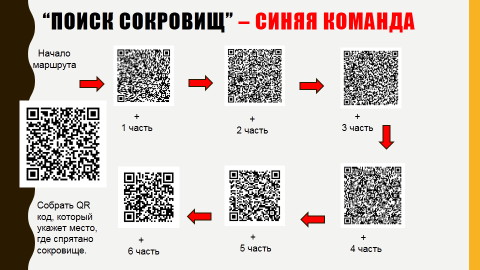 “ПОИСК СОКРОВИЩ” – СИНЯЯ КОМАНДА
Начало
маршрута
+
1 часть
+
2 часть
+
3 часть
Собрать QR
код, который
укажет место,
где спрятано
сокровище.
+
6 часть
+
5 часть
+
4 часть